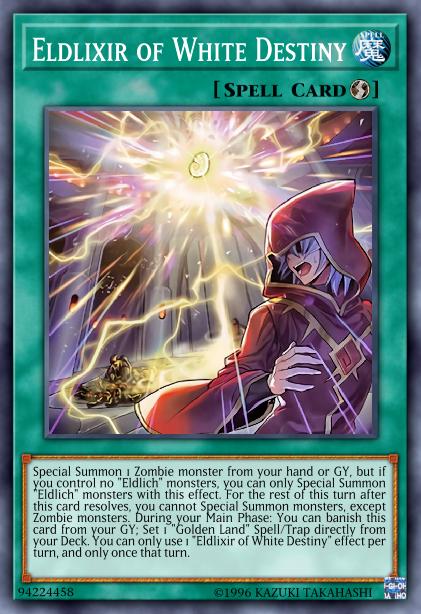 Eldlixir of White Destiny
SPELL
魔
[Spell Card]
Special Summon 1 Zombie monster from your hand or GY, but if
you control no "Eldlich" monsters, you can only Special Summon
"Eldlich" monsters with this effect. For the rest of this turn after
this card resolves, you cannot Special Summon monsters, except
Zombie monsters. During your Main Phase: You can banish this
card from your GY; Set 1 "Golden Land" Spell/Trap directly from
your Deck. You can only use 1 "Eldlixir of White Destiny" effect per
turn, and only once that turn.
94224458
©1996 KAZUKI TAKAHASHI